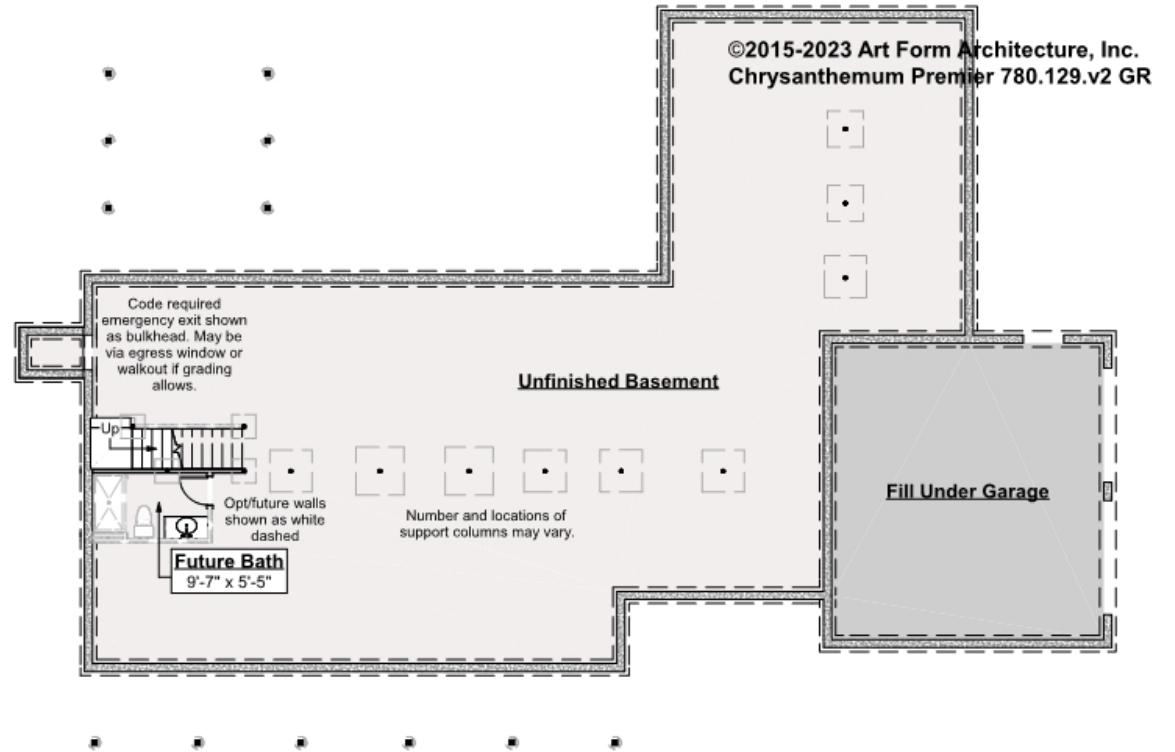 ©2015-2023 Art Form Architecture, Inc.
Chrysanthemum Premier 780.129.v2 GR
Code required
emergency exit shown
as bulkhead. May be
via egress window or
walkout if grading
allows.
Unfinished Basement
Up
Fill Under Garage
Opt/future walls
shown as white
dashed
Number and locations of
support columns may vary.
Future Bath
9'-7" x 5'-5"